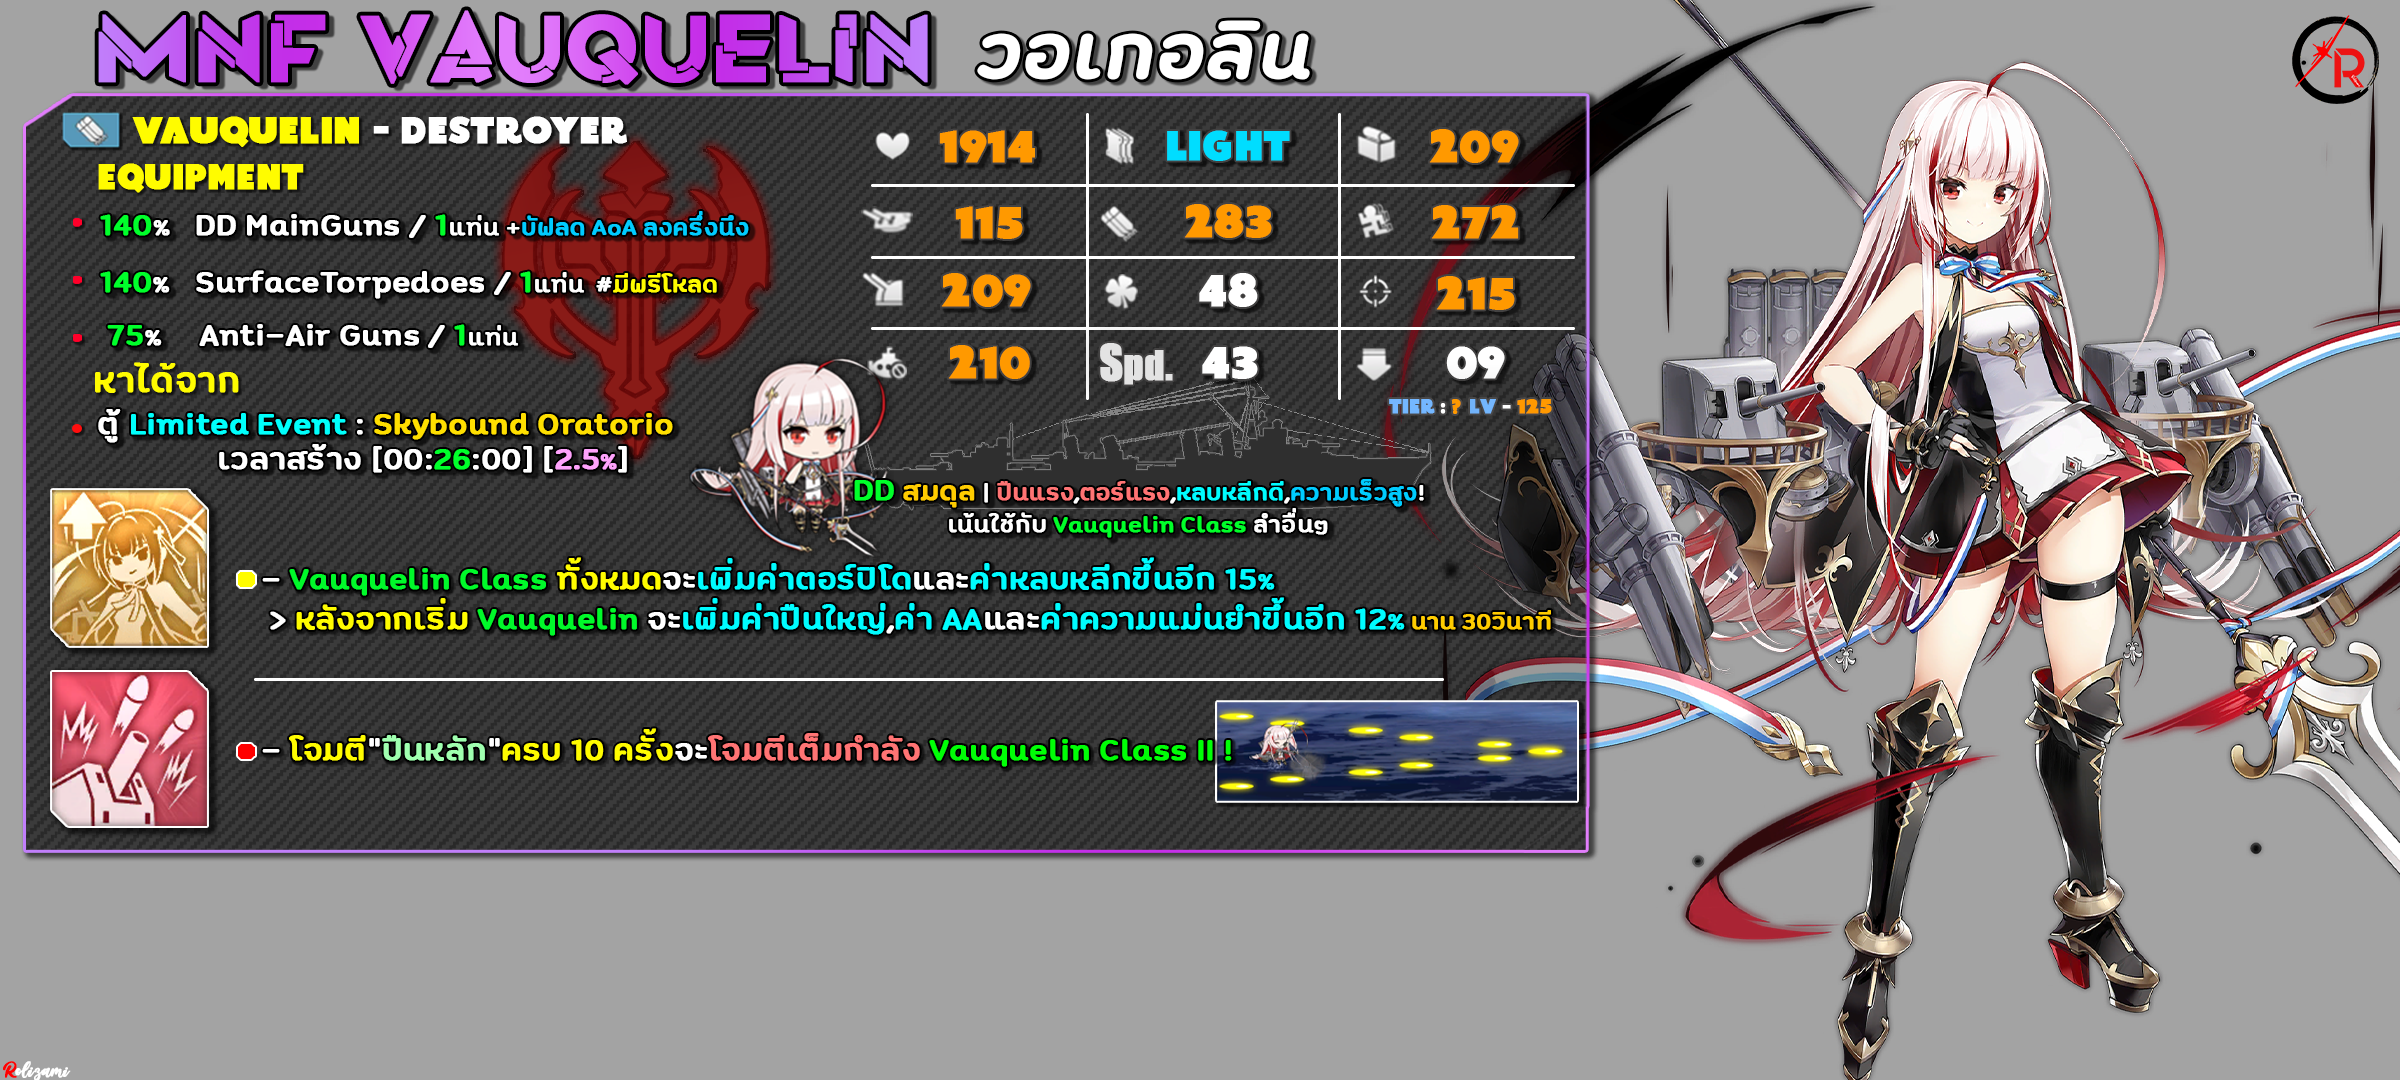 MNF VAUQUELIN วอเกอลิน
VAUQUELIN - DESTROYER
EQUIPMENT
140% DD MainGuns / 1แท่น +บัฟลด AoA ลงครึ่งนึง
140% SurfaceTorpedoes / 1แท่น #มีพรีโหลด
75% Anti-Air Guns / 1แท่น
หาได้จาก
ตู้ Limited Event : Skybound Oratorio
เวลาสร้าง [00:26:00] [2.5%]
1914 LIGHT 209
115 283 272
209 48 215
210 Spd. 43 09
TIER : ? LV - 125
DD สมดุล | ปืนแรง,ตอร์แรง,หลบหลีกดี,ความเร็วสูง!
เน้นใช้กับ Vauquelin Class ลำอื่นๆ
- Vauquelin Class ทั้งหมดจะเพิ่มค่าตอร์ปิโดและค่าหลบหลีกขึ้นอีก 15%
> หลังจากเริ่ม Vauquelin จะเพิ่มค่าปืนใหญ่,ค่า AAและค่าความแม่นยำขึ้นอีก 12% นาน 30วินาที
- โจมตี"ปืนหลัก"ครบ 10 ครั้งจะโจมตีเต็มกำลัง Vauquelin Class II !
R
Relizami